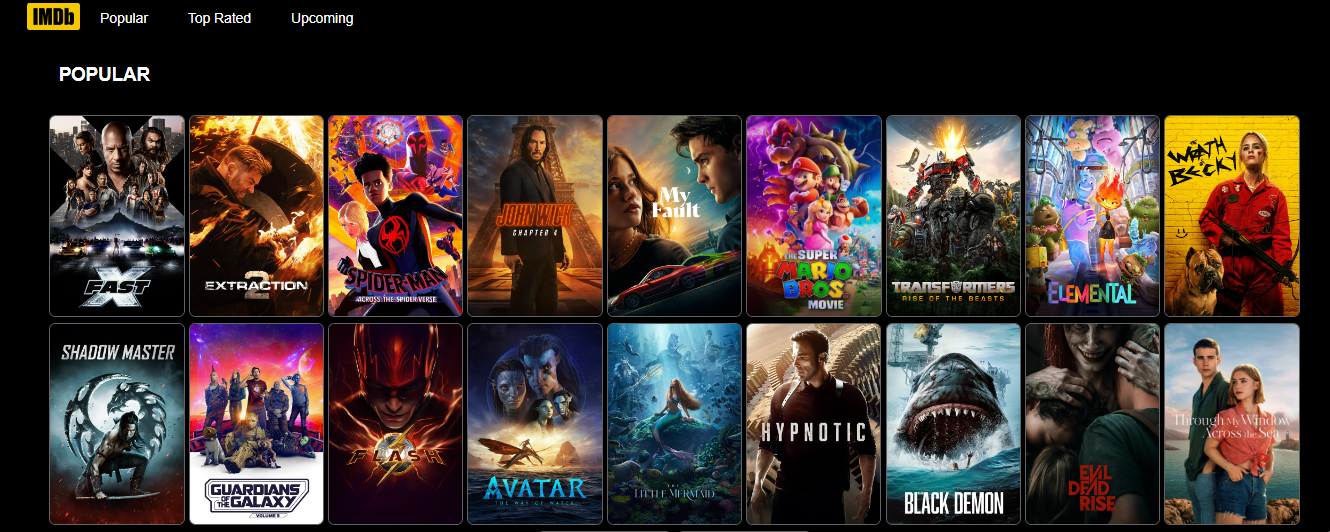 IMDb Popular Top Rated Upcoming
POPULAR
FAST X
EXTRACTION
2
SPIDER-MAN
ACROSS THE SPIDER-VERSE
JOHN WICK
CHAPTER 4
My
Fault
THE SUPER
MARIO
BROS.
MOVIE
TRANSFORMERS
RISE OF THE BEASTS
ELEMENTAL
WRATH
OF
BECKY
SHADOW MASTER
GUARDIANS
OF THE
GALAXY
VOLUME 3
FLASH
AVATAR
THE WAY OF WATER
THE
LITTLE MERMAID
HYPNOTIC
BLACK DEMON
EVIL
DEAD
RISE
Through My Window
Across the Sea